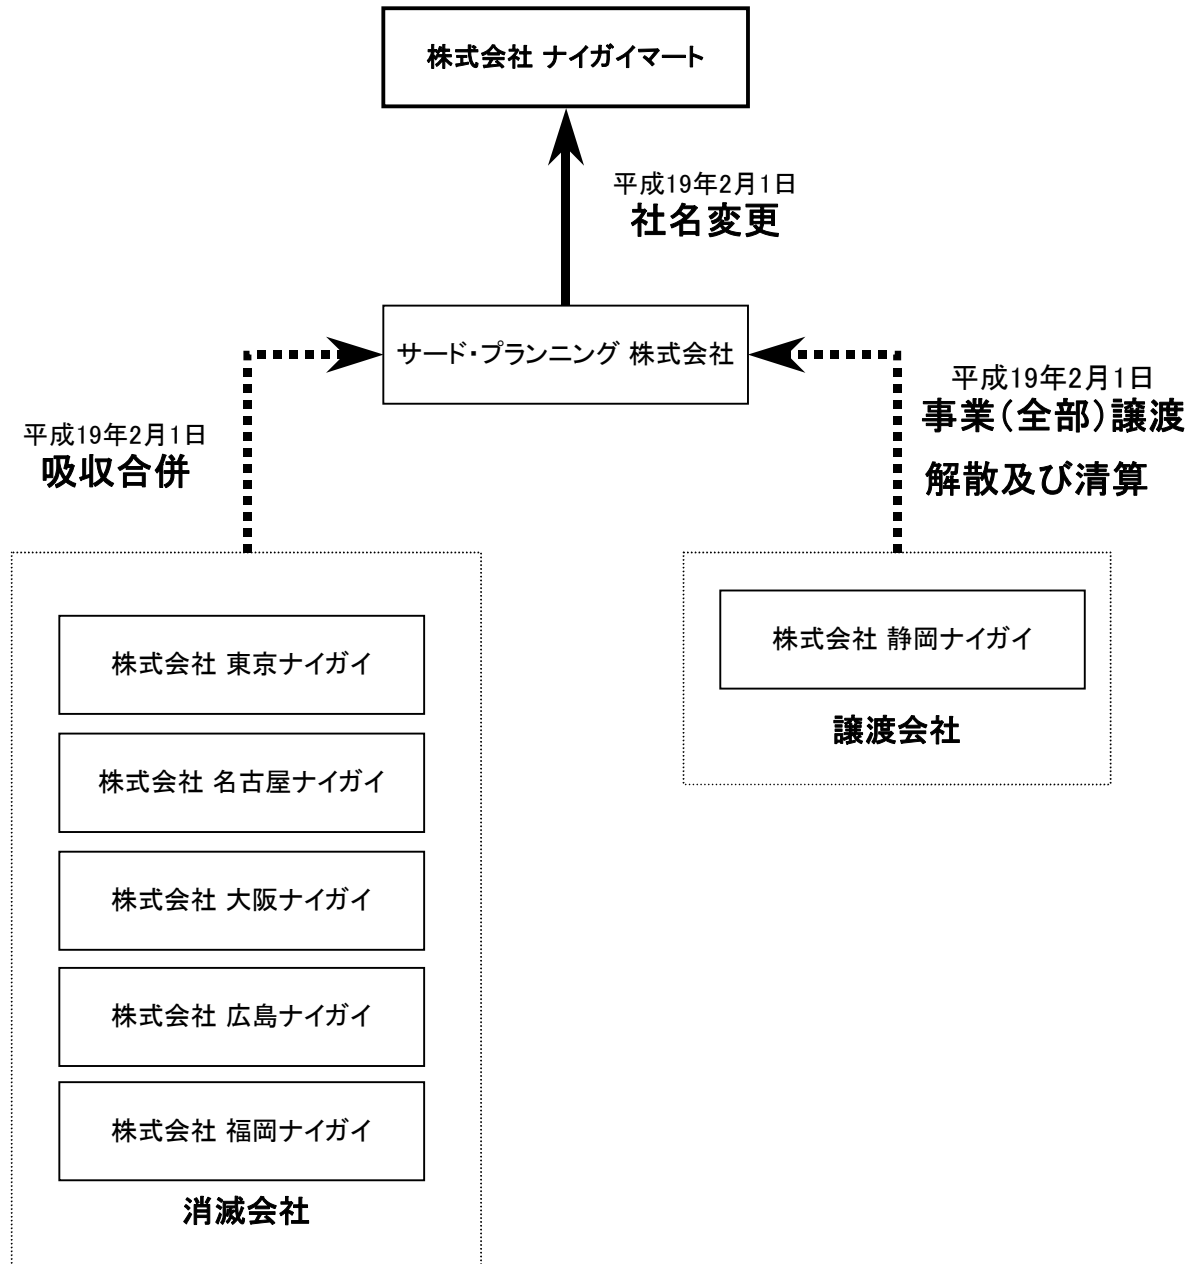 株式会社 ナイガイマート
平成19年2月1日
社名変更
サード・プランニング 株式会社
平成19年2月1日
吸収合併
平成19年2月1日
事業(全部)譲渡
解散及び清算
株式会社 東京ナイガイ
株式会社 名古屋ナイガイ
株式会社 大阪ナイガイ
株式会社 広島ナイガイ
株式会社 福岡ナイガイ
消滅会社
株式会社 静岡ナイガイ
譲渡会社